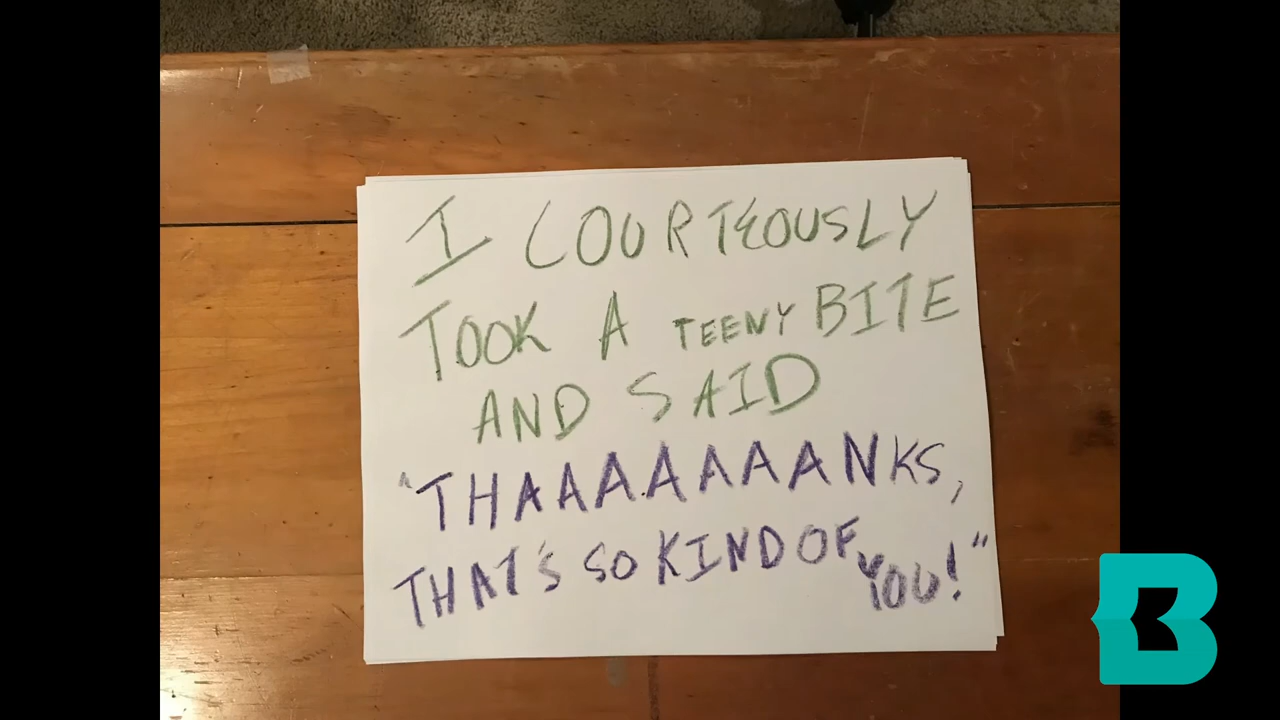 I COURTEOUSLY
TOOK A TEENY BITE
AND SAID
"THAAAAAAANKS,
THAT'S SO KIND OF YOU!"
B